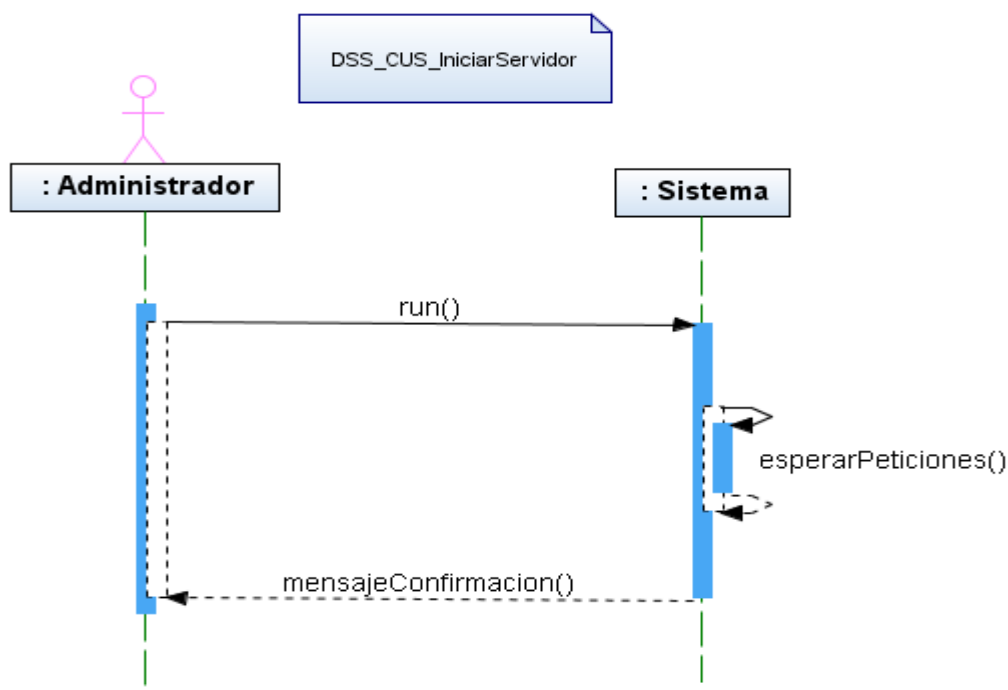 DSS_CUS_IniciarServidor
: Administrador
: Sistema
run()
esperarPeticiones()
mensajeConfirmacion()